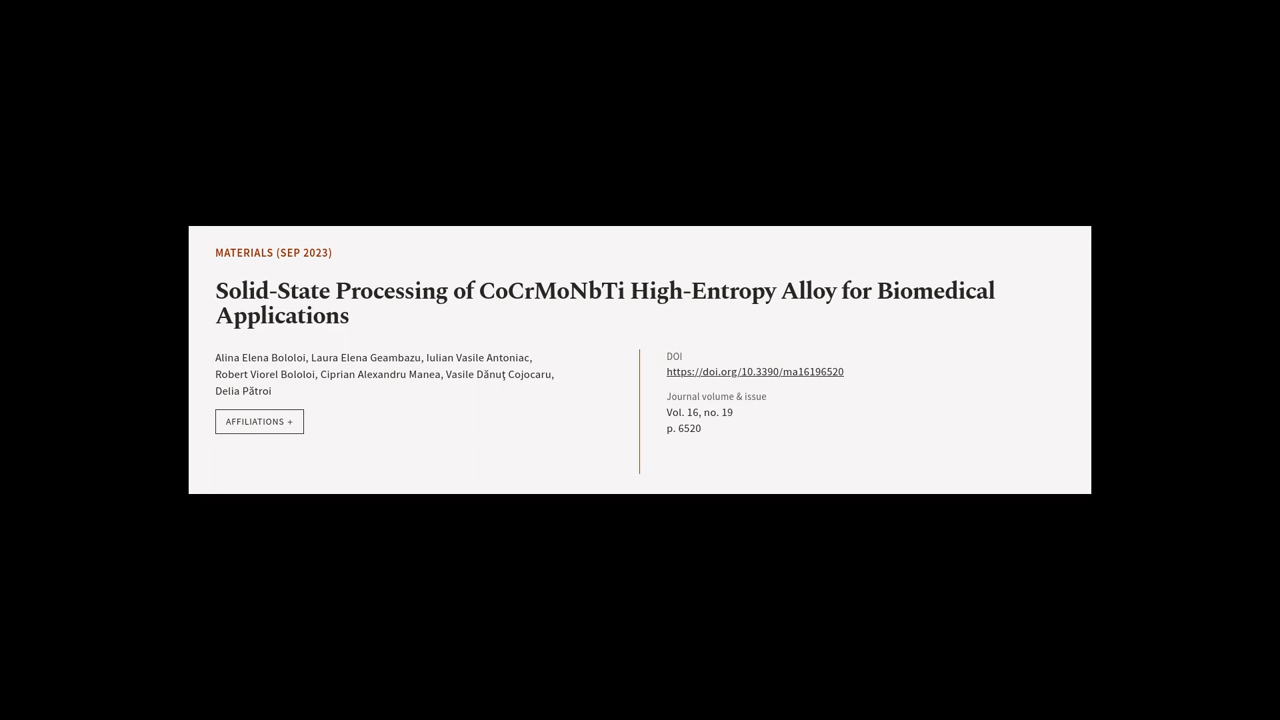 MATERIALS (SEP 2023)
Solid-State Processing of CoCrMoNbTi High-Entropy Alloy for Biomedical
Applications
Alina Elena Bololoi, Laura Elena Geambazu, Iulian Vasile Antoniac,
Robert Viorel Bololoi, Ciprian Alexandru Manea, Vasile Dănuţ Cojocaru,
Delia Pătroi
AFFILIATIONS +
DOI
https://doi.org/10.3390/ma16196520
Journal volume & issue
Vol. 16, no. 19
p. 6520